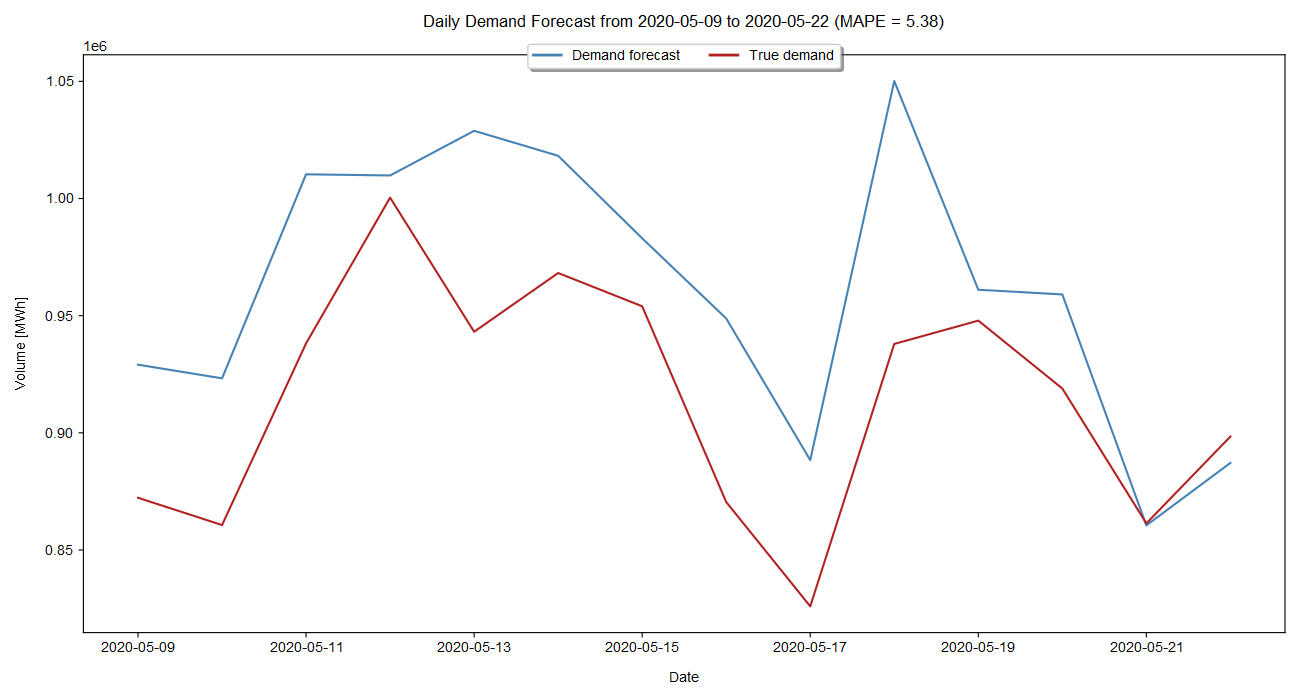 Daily Demand Forecast from 2020-05-09 to 2020-05-22 (MAPE = 5.38)
1e6
Demand forecast True demand
1.05
1.00
0.95
0.90
0.85
Volume [MWh]
2020-05-09 2020-05-11 2020-05-13 2020-05-15 2020-05-17 2020-05-19 2020-05-21
Date